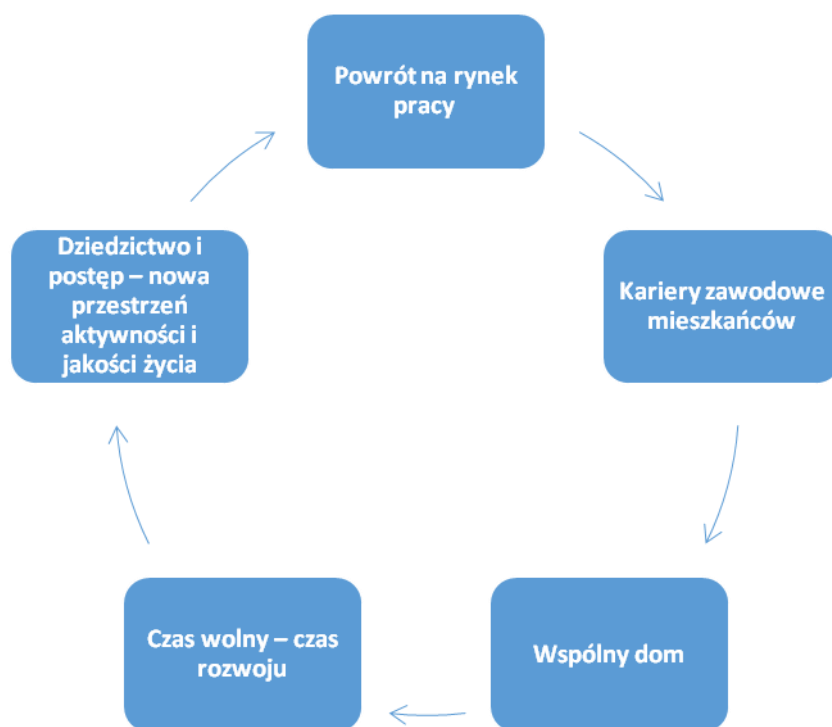 Powrót na rynek
pracy
Kariery zawodowe
mieszkańców
Wspólny dom
Czas wolny – czas
rozwoju
Dziedzictwo i
postęp – nowa
przestrzeń
aktywności i
jakości życia